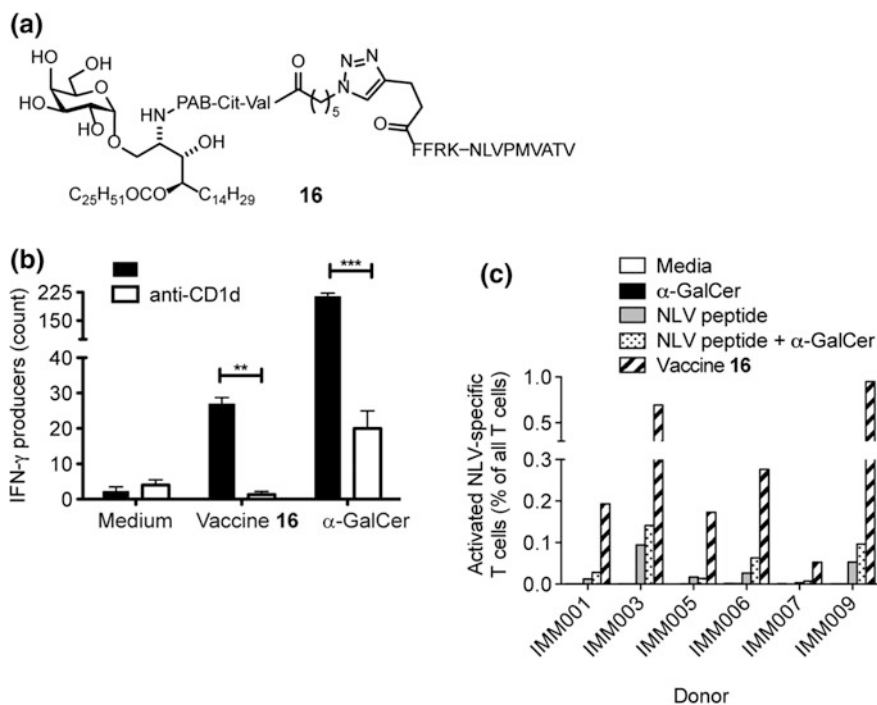 (a)
HO
OH
HO
HO
O
O
HN
PAB-Cit-Val
O
5
N
N=N
O
FFRK–NLVPMVATV
OH
C25H51OCO
C14H29
16
(b)
anti-CD1d
IFN-γ producers (count)
225
150
40
30
20
10
0
**
***
Medium
Vaccine 16
α-GalCer
(c)
Media
α-GalCer
NLV peptide
NLV peptide + α-GalCer
Vaccine 16
Activated NLV-specific
T cells (% of all T cells)
1.0
0.5
0.3
0.2
0.1
0.0
IMM001
IMM003
IMM005
IMM006
IMM007
IMM009
Donor